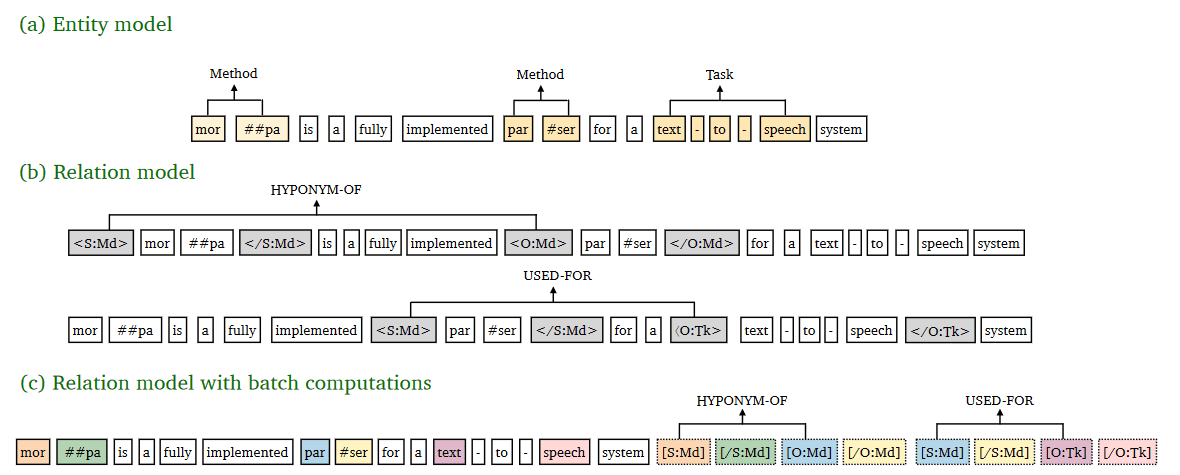 (a) Entity model
Method Method Task
mor ##pa is a fully implemented par #ser for a text - to - speech system
(b) Relation model
HYPONYM-OF
<S:Md> mor ##pa </S:Md> is a fully implemented <O:Md> par #ser </O:Md> for a text - to - speech system
USED-FOR
mor ##pa is a fully implemented <S:Md> par #ser </S:Md> for a ⟨O:Tk> text - to - speech </O:Tk> system
(c) Relation model with batch computations
HYPONYM-OF USED-FOR
mor ##pa is a fully implemented par #ser for a text - to - speech system [S:Md] [/S:Md] [O:Md] [/O:Md] [S:Md] [/S:Md] [O:Tk] [/O:Tk]